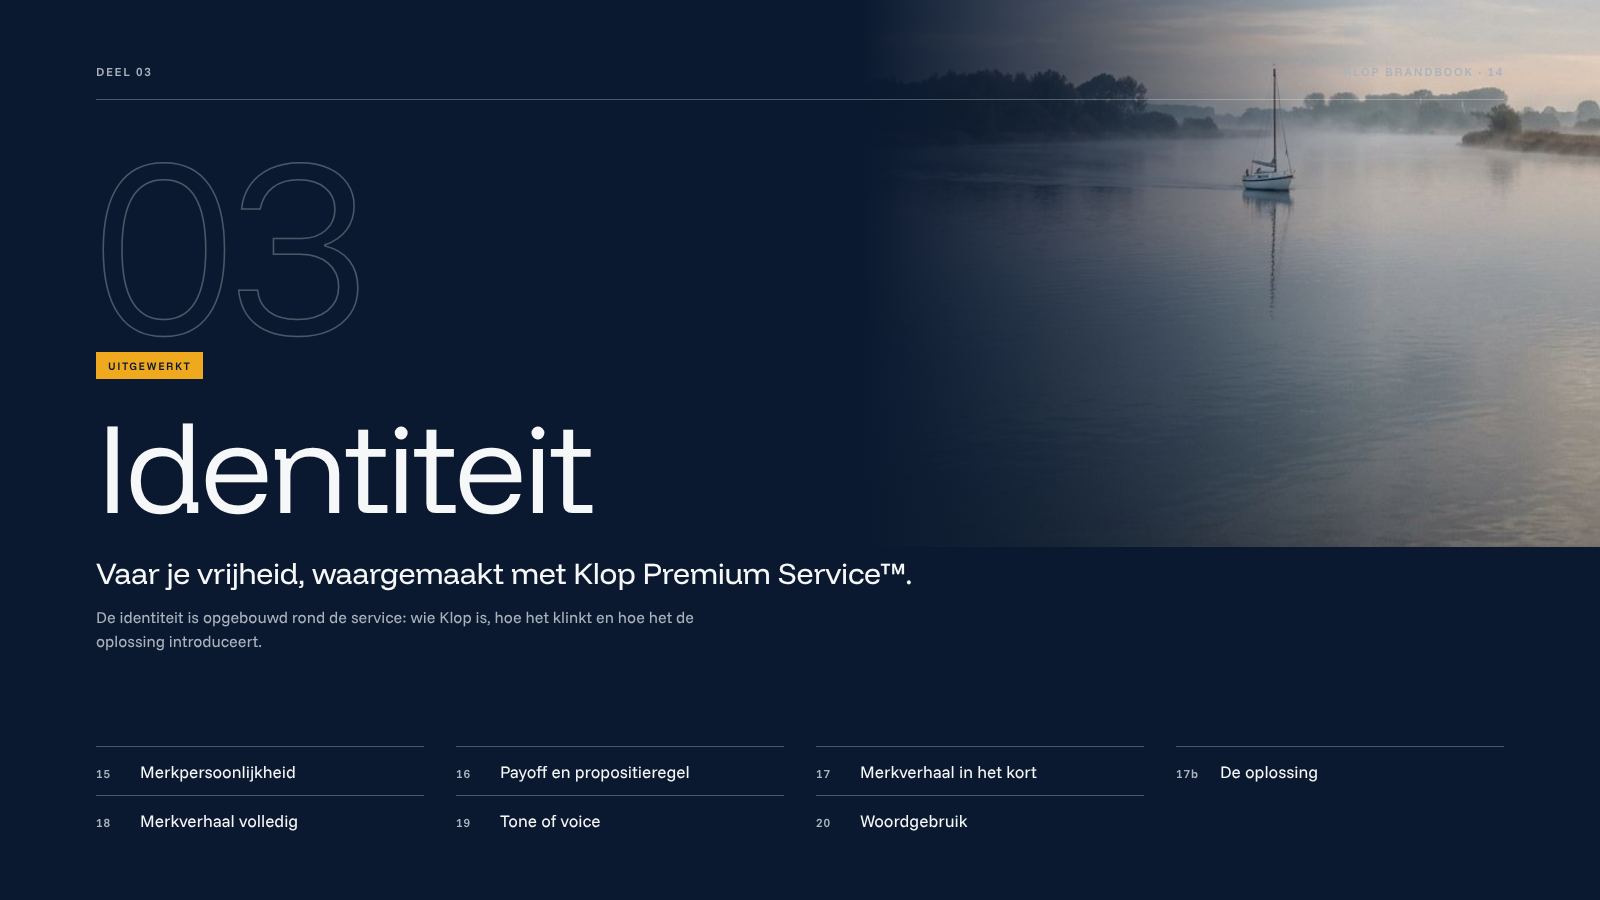 DEEL 03
KLOP BRANDBOOK · 14
03
UITGEWERKT
Identiteit
Vaar je vrijheid, waargemaakt met Klop Premium Service™.
De identiteit is opgebouwd rond de service: wie Klop is, hoe het klinkt en hoe het de
oplossing introduceert.
15 Merkpersoonlijkheid
16 Payoff en propositieregel
17 Merkverhaal in het kort
17b De oplossing
18 Merkverhaal volledig
19 Tone of voice
20 Woordgebruik